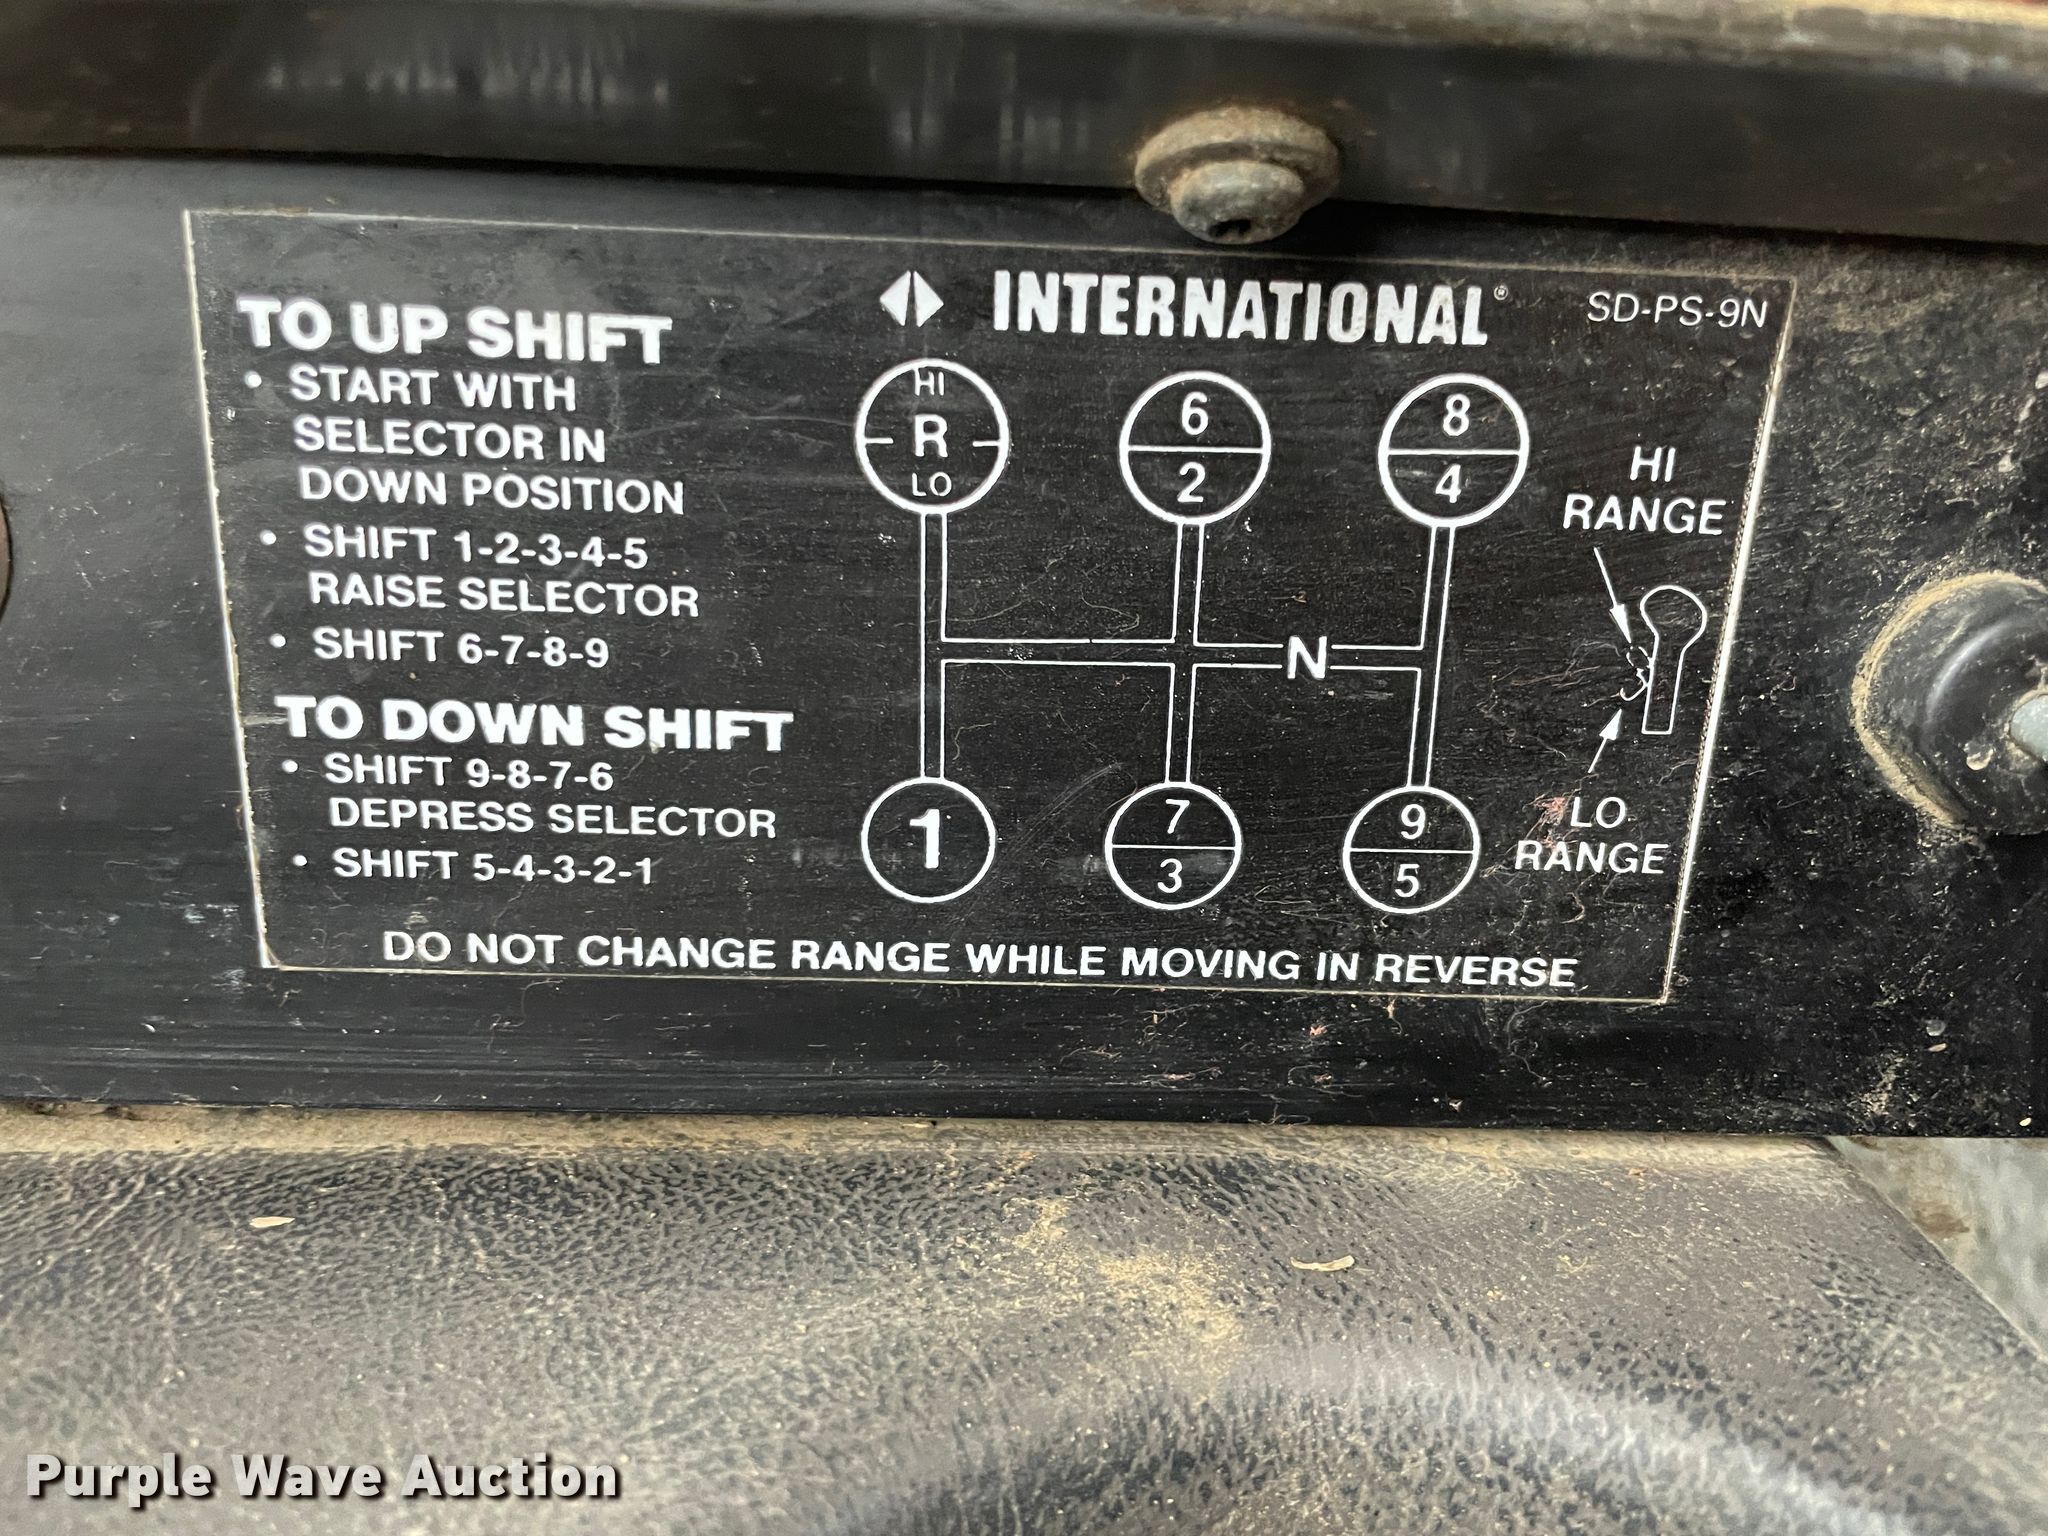 INTERNATIONAL® SD-PS-9N
TO UP SHIFT
• START WITH
SELECTOR IN
DOWN POSITION
• SHIFT 1-2-3-4-5
RAISE SELECTOR
• SHIFT 6-7-8-9
TO DOWN SHIFT
• SHIFT 9-8-7-6
DEPRESS SELECTOR
• SHIFT 5-4-3-2-1
HI
R
LO
6
2
8
4
N
1
7
3
9
5
HI
RANGE
LO
RANGE
DO NOT CHANGE RANGE WHILE MOVING IN REVERSE
Purple Wave Auction